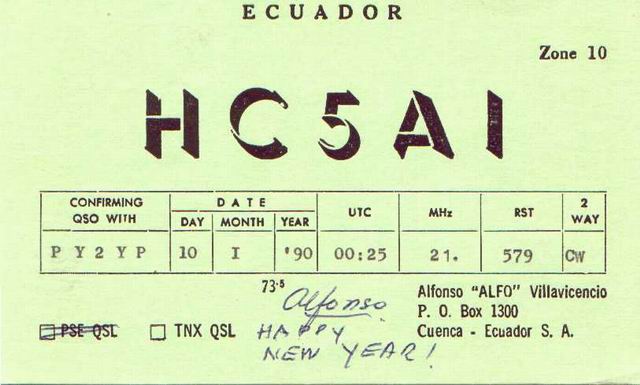 ECUADOR
Zone 10
HC5AI
CONFIRMING QSO WITH DATE DAY MONTH YEAR UTC MHz RST 2 WAY
PY2YP 10 I '90 00:25 21. 579 CW
73'5
Alfonso
Alfonso "ALFO" Villavicencio
P. O. Box 1300
PSE QSL TNX QSL HAPPY Cuenca - Ecuador S. A.
NEW YEAR!